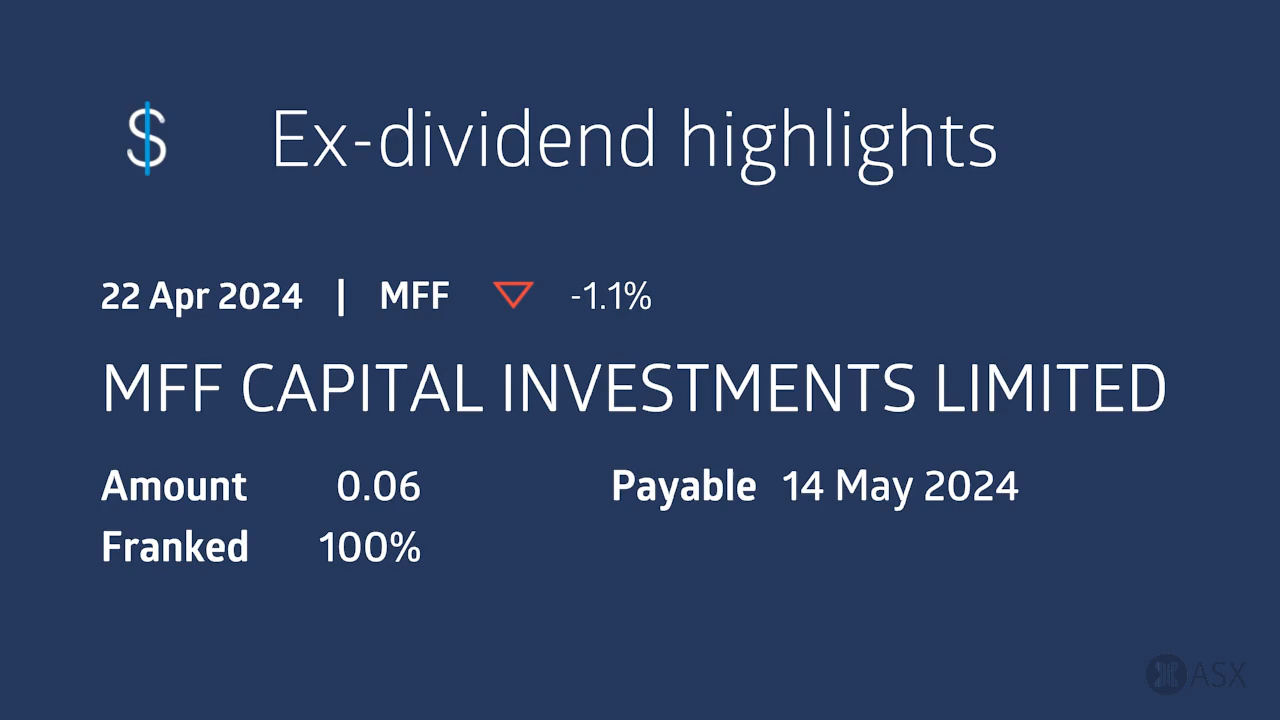 $ Ex-dividend highlights
22 Apr 2024 | MFF -1.1%
MFF CAPITAL INVESTMENTS LIMITED
Amount 0.06 Payable 14 May 2024
Franked 100%
ASX